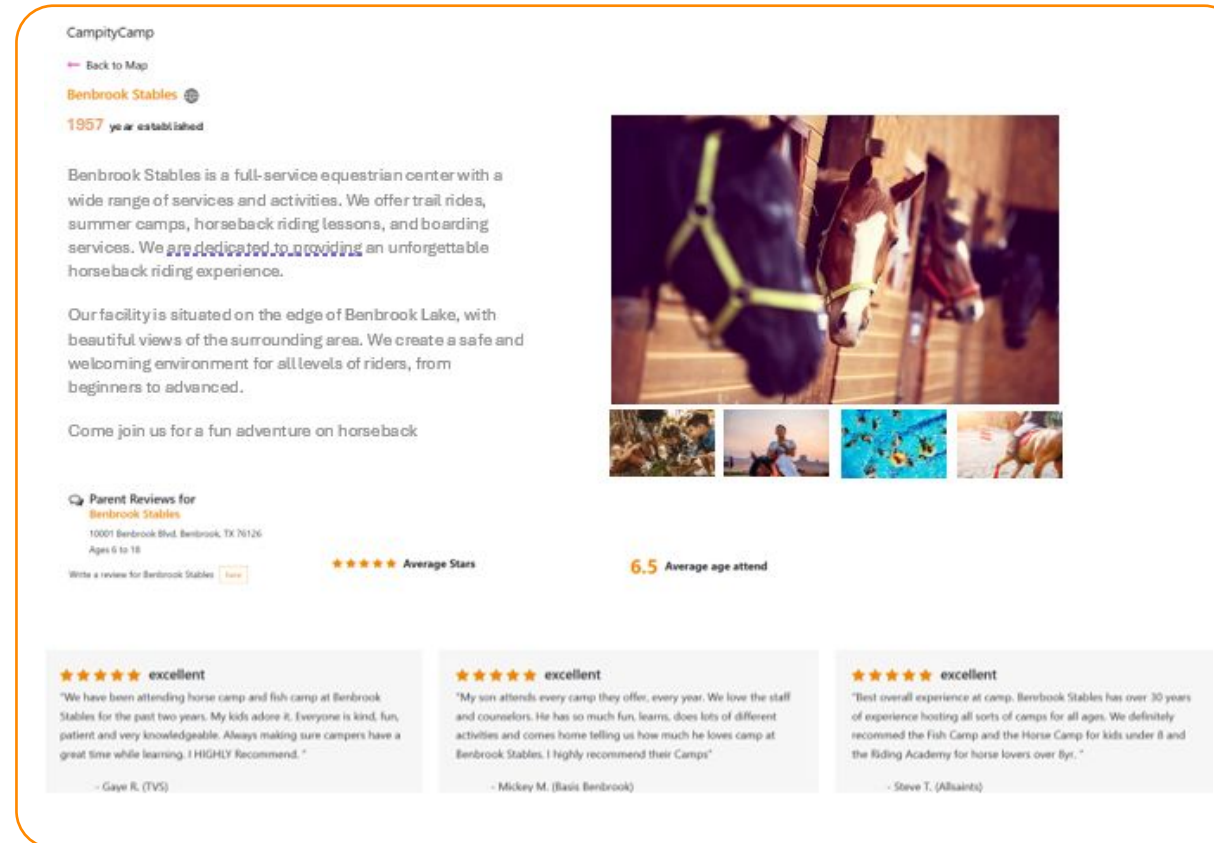 CampityCamp
Back to Map
Benbrook Stables
1957 year established
Benbrook Stables is a full-service equestrian center with a
wide range of services and activities. We offer trail rides,
summer camps, horseback riding lessons, and boarding
services. We are dedicated to providing an unforgettable
horseback riding experience.
Our facility is situated on the edge of Benbrook Lake, with
beautiful views of the surrounding area. We create a safe and
welcoming environment for all levels of riders, from
beginners to advanced.
Come join us for a fun adventure on horseback
Parent Reviews for
Benbrook Stables
10001 Benbrook Blvd. Benbrook, TX 76126
Ages 6 to 18
Write a review for Benbrook Stables
Average Stars
6.5 Average age attend
excellent
"We have been attending horse camp and fish camp at Benbrook
Stables for the past two years. My kids adore it. Everyone is kind, fun,
patient and very knowledgeable. Always making sure campers have a
great time while learning. I HIGHLY Recommend. "
- Gaye R. (TVS)
excellent
"My son attends every camp they offer, every year. We love the staff
and counselors. He has so much fun, learns, does lots of different
activities and comes home telling us how much he loves camp at
Benbrook Stables. I highly recommend their Camps"
- Mickey M. (Basis Benbrook)
excellent
"Best overall experience at camp. Benrbook Stables has over 30 years
of experience hosting all sorts of camps for all ages. We definitely
recommed the Fish Camp and the Horse Camp for kids under 8 and
the Riding Academy for horse lovers over 8yr. "
- Steve T. (Allsaints)